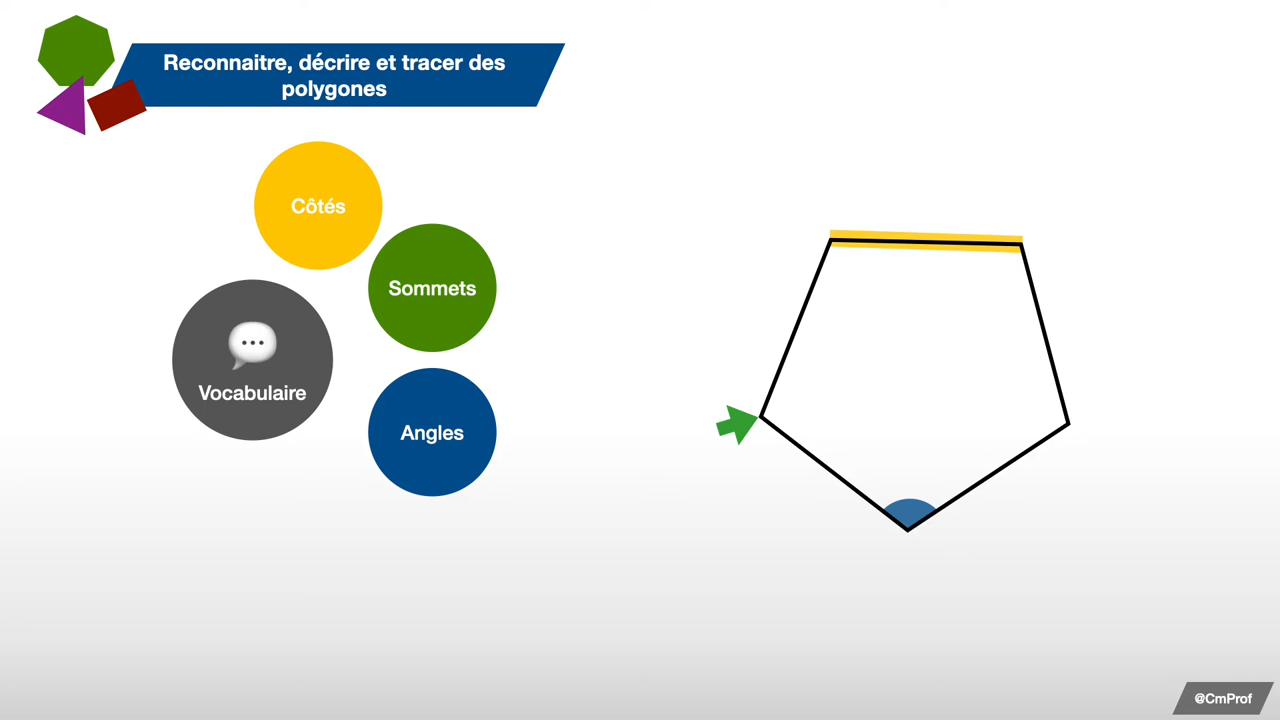 Reconnaitre, décrire et tracer des
polygones
Côtés
Sommets
Vocabulaire
Angles
@CmProf